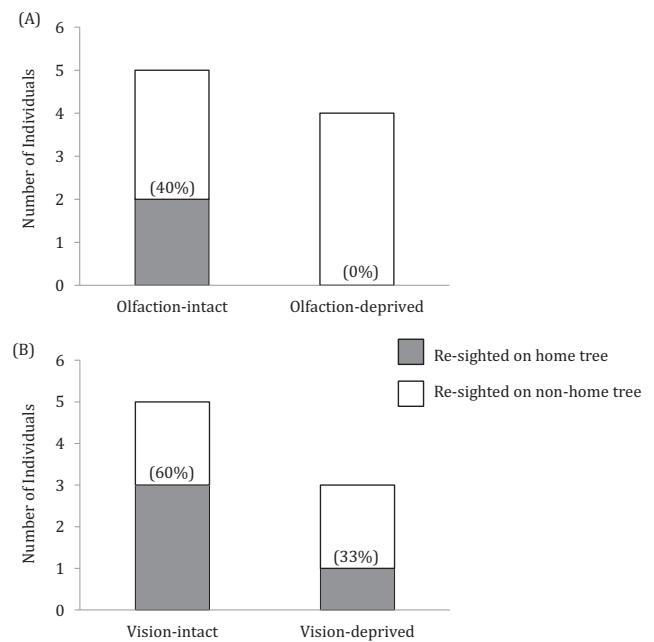 (A)
6
5
4
3
2
1
0
Number of Individuals
(40%)
(0%)
Olfaction-intact
Olfaction-deprived
(B)
Re-sighted on home tree
Re-sighted on non-home tree
6
5
4
3
2
1
0
Number of Individuals
(60%)
(33%)
Vision-intact
Vision-deprived